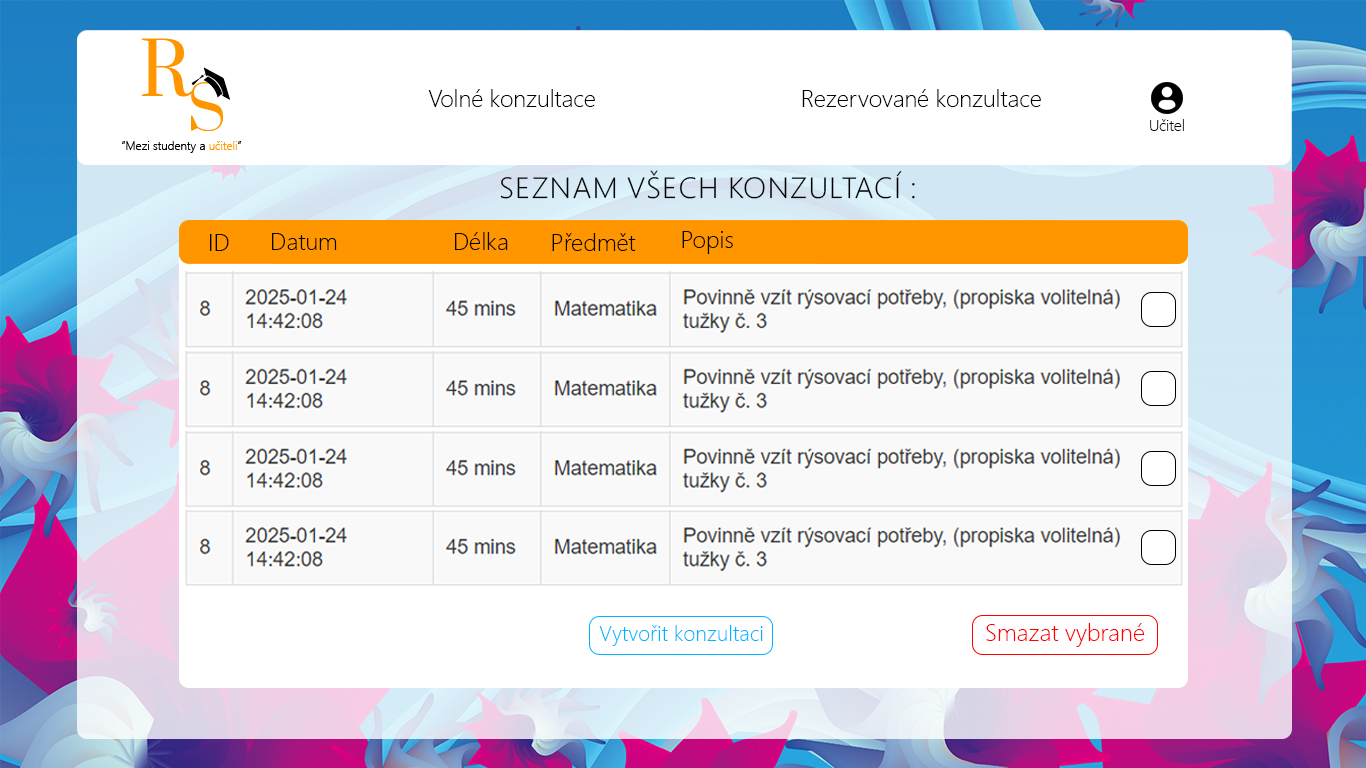 RS
“Mezi studenty a učiteli”
Volné konzultace
Rezervované konzultace
Učitel
SEZNAM VŠECH KONZULTACÍ :
ID Datum Délka Předmět Popis
8 2025-01-24 14:42:08 45 mins Matematika Povinně vzít rýsovací potřeby, (propiska volitelná)
tužky č. 3
8 2025-01-24 14:42:08 45 mins Matematika Povinně vzít rýsovací potřeby, (propiska volitelná)
tužky č. 3
8 2025-01-24 14:42:08 45 mins Matematika Povinně vzít rýsovací potřeby, (propiska volitelná)
tužky č. 3
8 2025-01-24 14:42:08 45 mins Matematika Povinně vzít rýsovací potřeby, (propiska volitelná)
tužky č. 3
Vytvořit konzultaci
Smazat vybrané